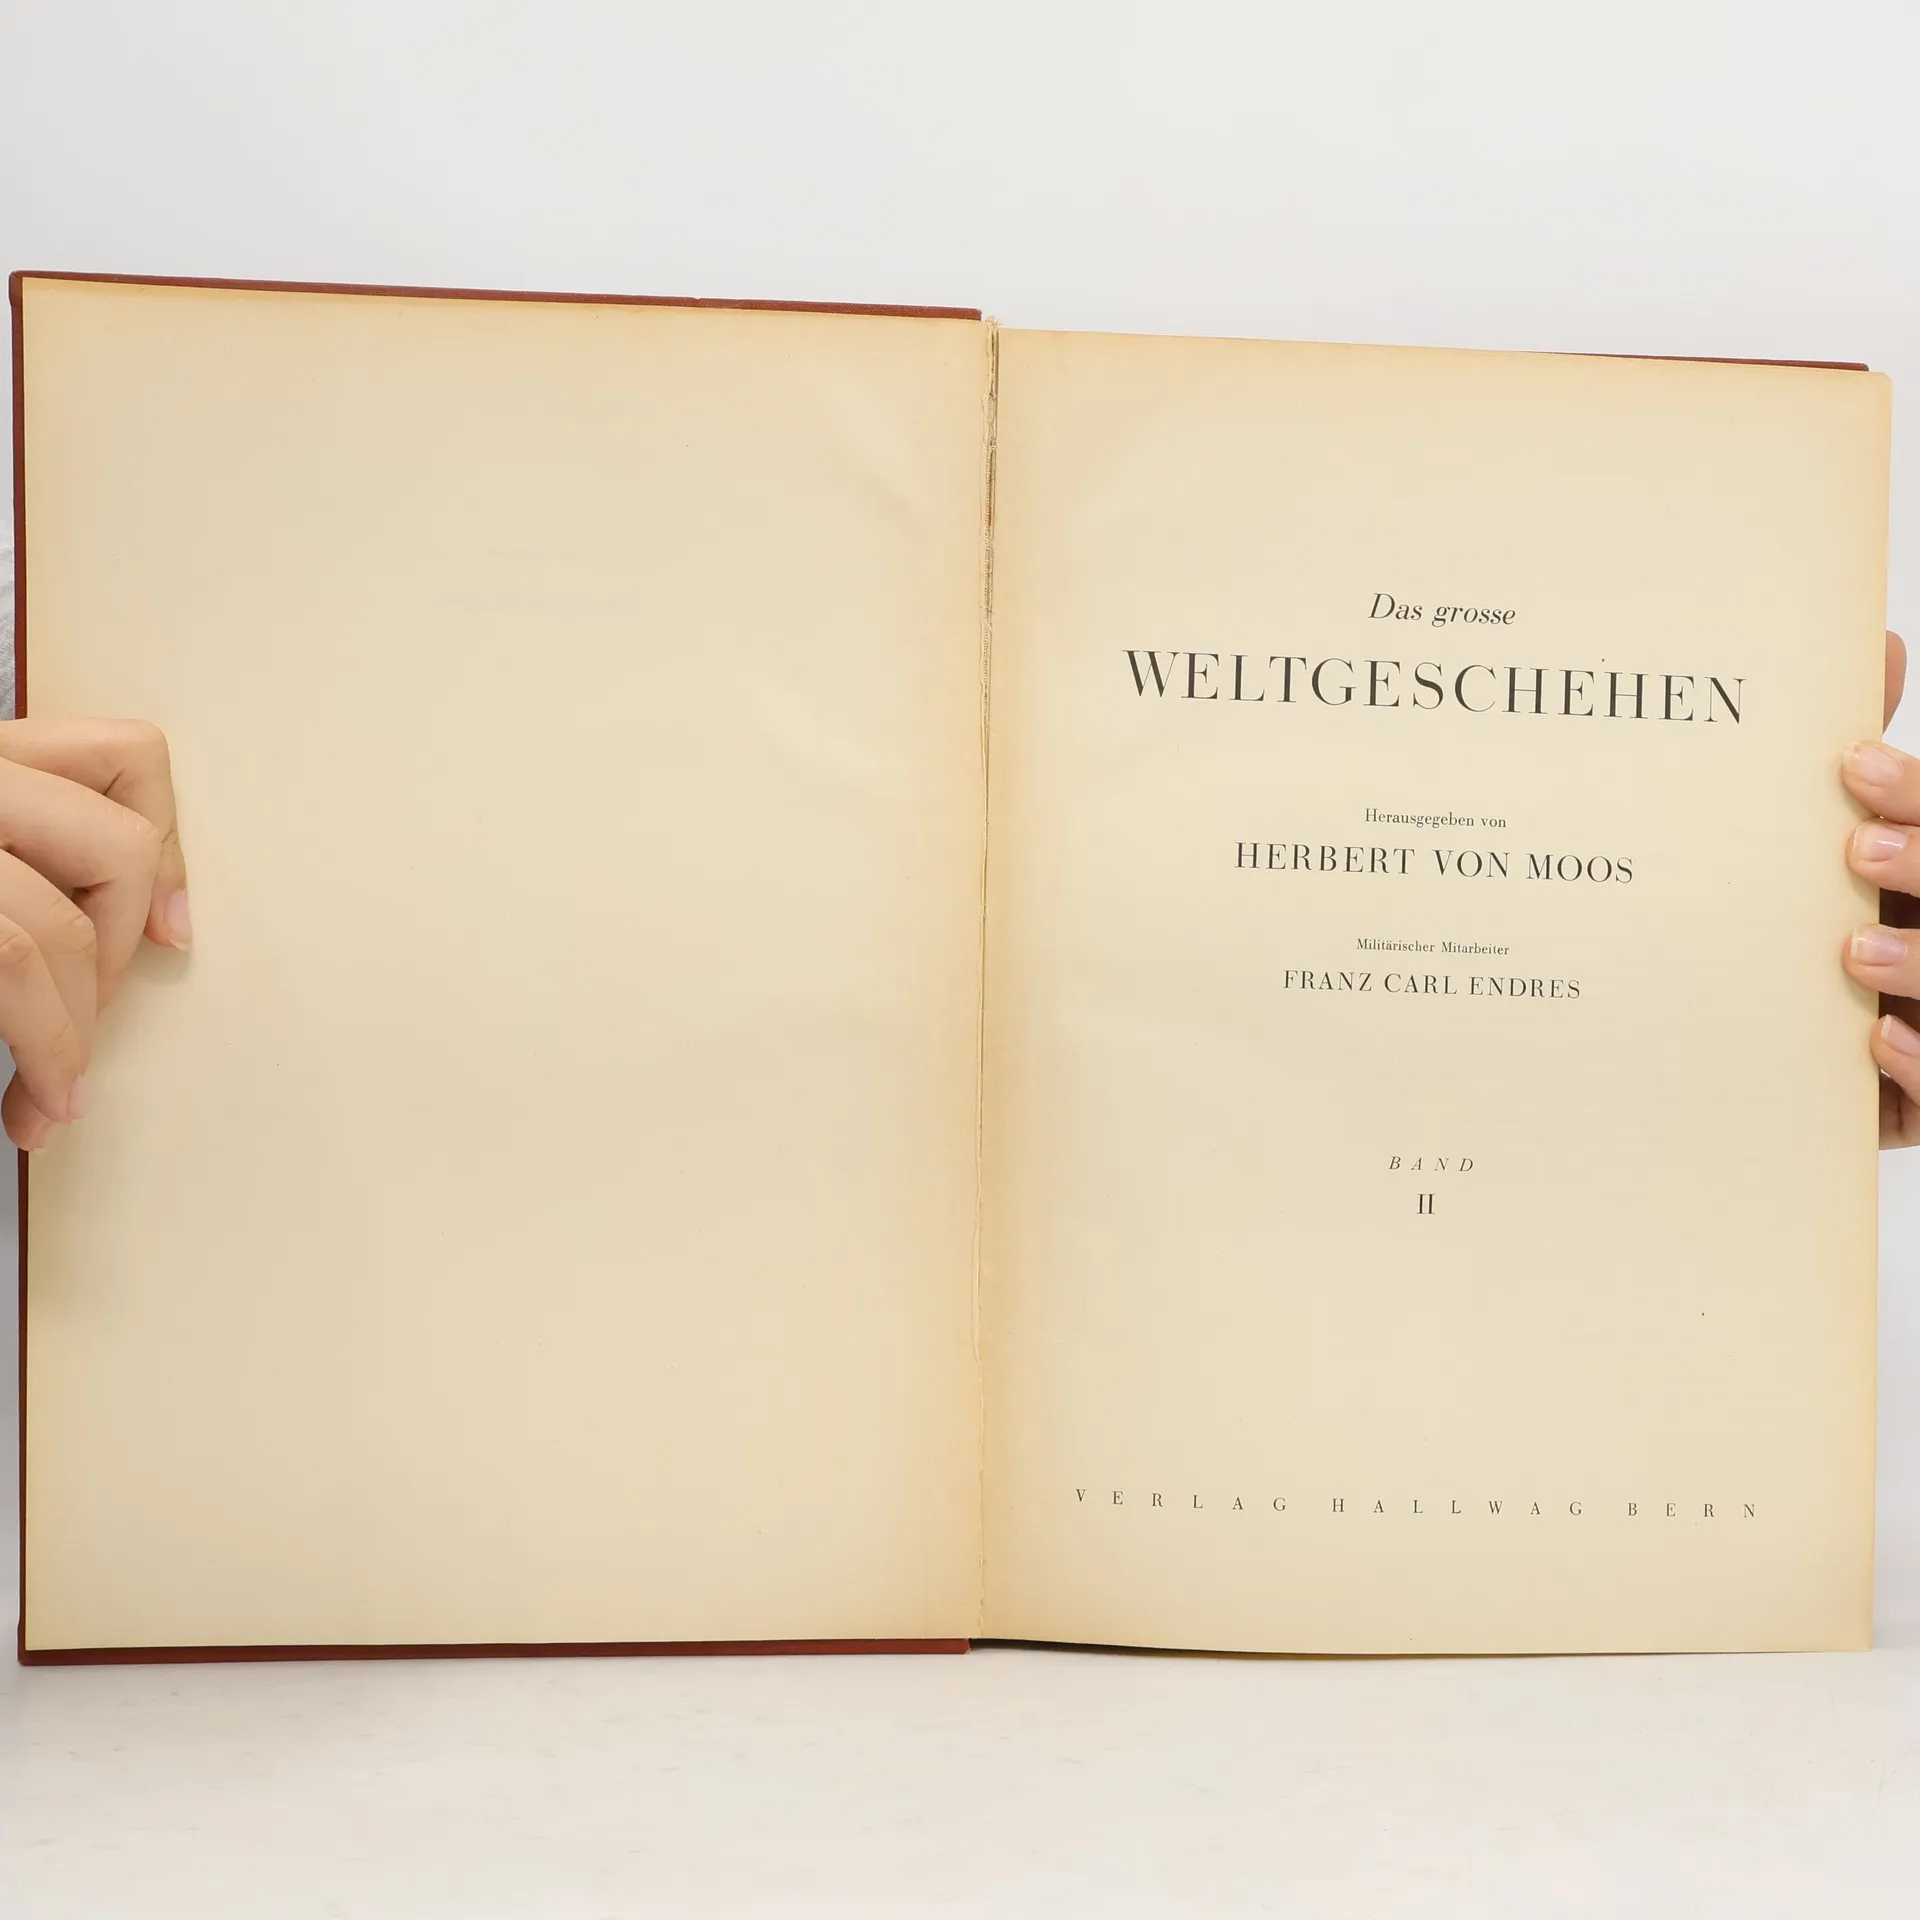 Das grosse
WELTGESCHEHEN
Herausgegeben von
HERBERT VON MOOS
Militärischer Mitarbeiter
FRANZ CARL ENDRES
BAND
II
VERLAG HALLWAG BERN